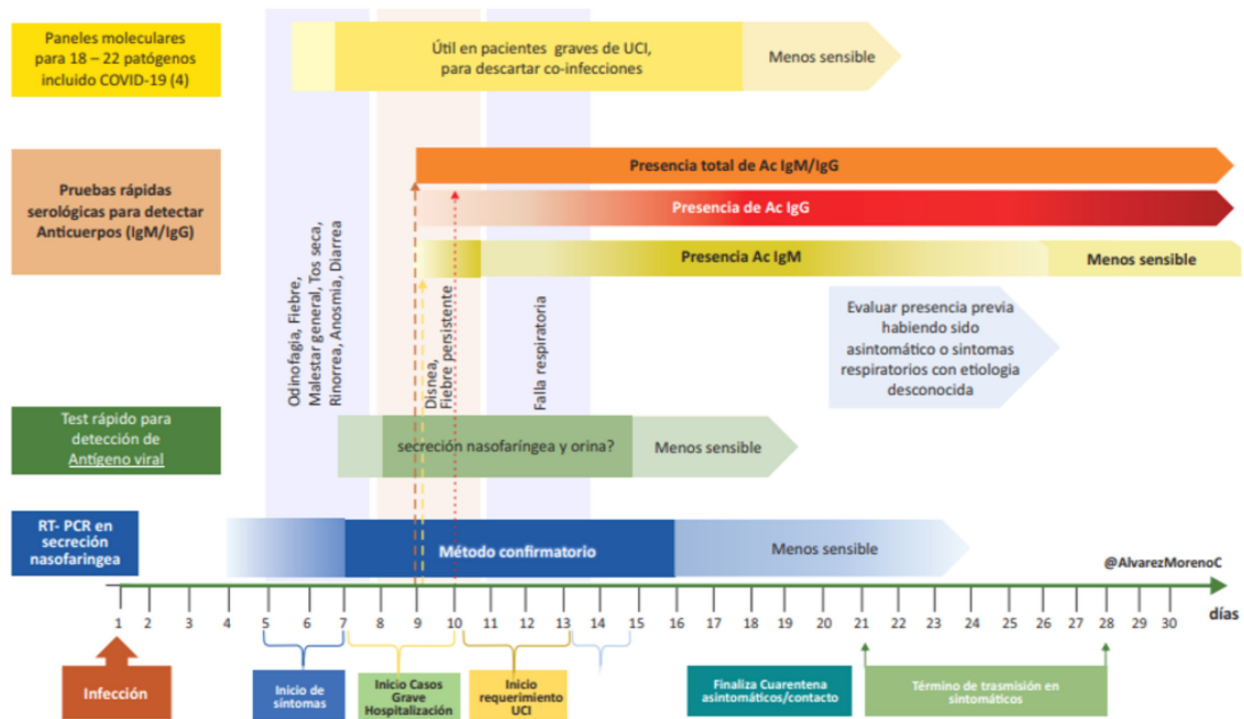 Paneles moleculares
para 18 – 22 patógenos
incluido COVID-19 (4)
Útil en pacientes graves de UCI,
para descartar co-infecciones
Menos sensible
Pruebas rápidas
serológicas para detectar
Anticuerpos (IgM/IgG)
Presencia total de Ac IgM/IgG
Presencia de Ac IgG
Presencia Ac IgM
Menos sensible
Odinofagia, Fiebre,
Malestar general, Tos seca,
Rinorrea, Anosmia, Diarrea
Disnea,
Fiebre persistente
Falla respiratoria
Evaluar presencia previa
habiendo sido
asintomático o sintomas
respiratorios con etiologia
desconocida
Test rápido para
detección de
Antígeno viral
secreción nasofaríngea y orina?
Menos sensible
RT- PCR en
secreción
nasofaringea
Método confirmatorio
Menos sensible
@AlvarezMorenoC
1 2 3 4 5 6 7 8 9 10 11 12 13 14 15 16 17 18 19 20 21 22 23 24 25 26 27 28 29 30 días
Infección
Inicio de
síntomas
Inicio Casos
Grave
Hospitalización
Inicio
requerimiento
UCI
Finaliza Cuarentena
asintomáticos/contacto
Término de trasmisión en
sintomáticos